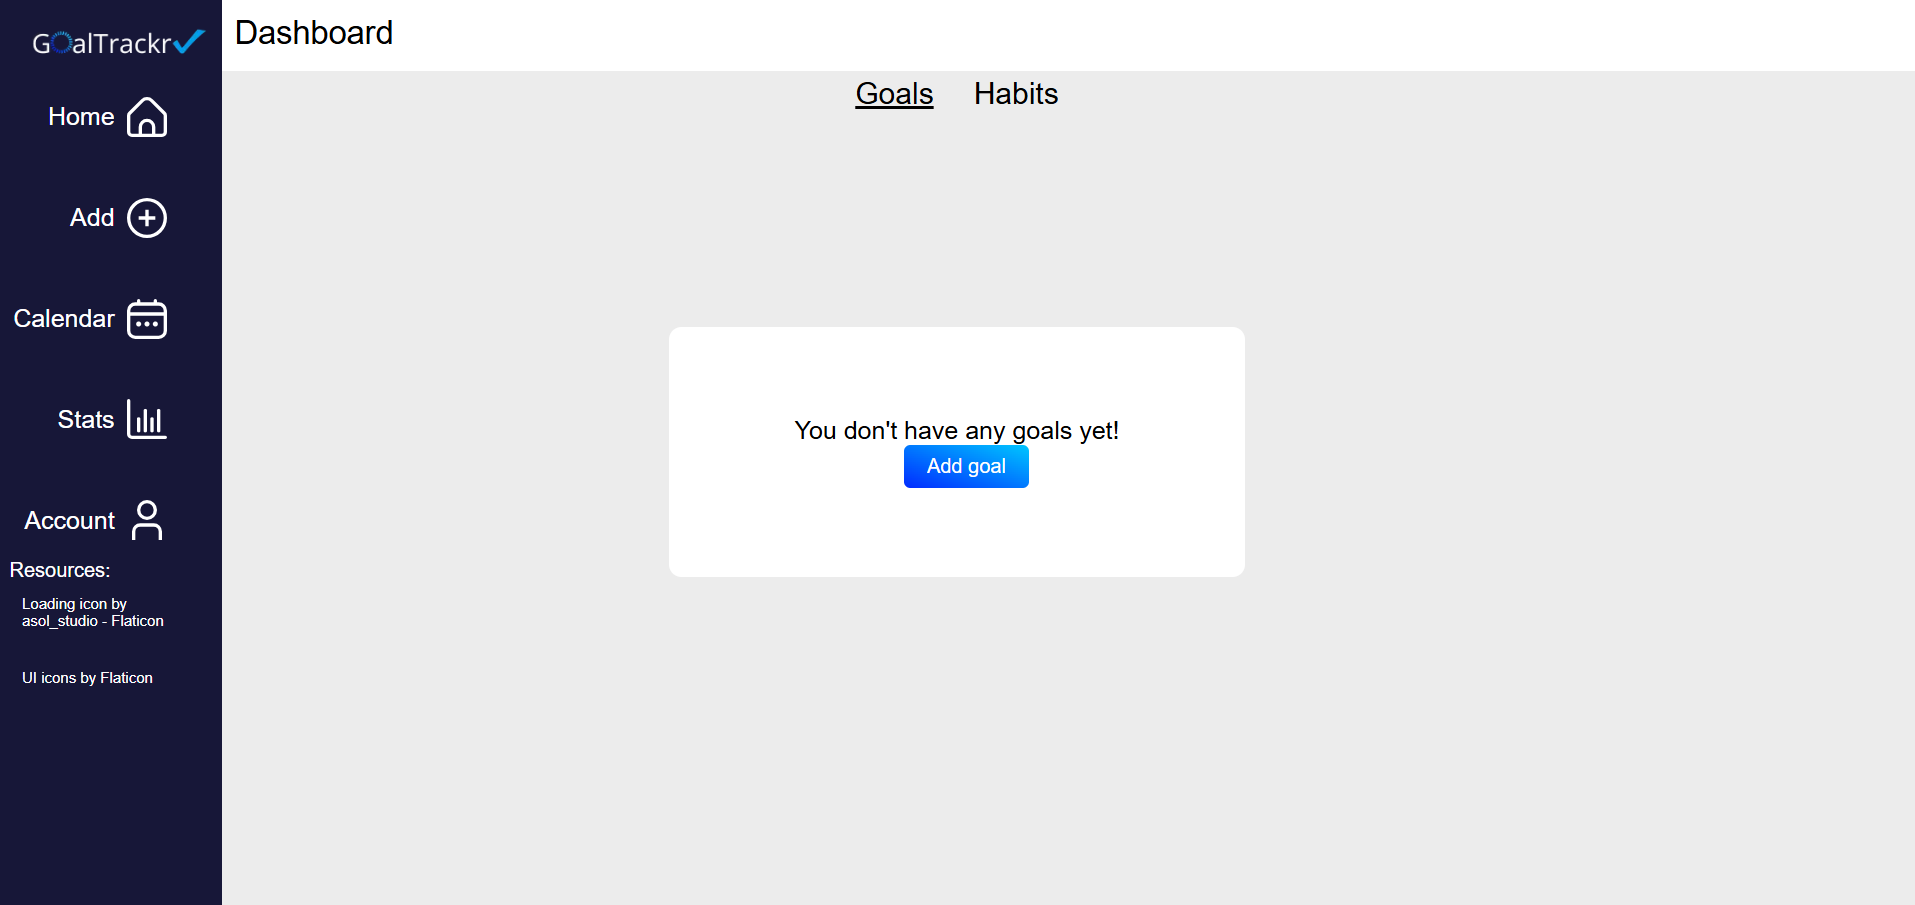 GoalTrackr
Dashboard
Goals Habits
Home
Add
Calendar
Stats
Account
Resources:
Loading icon by
asol_studio - Flaticon
UI icons by Flaticon
You don't have any goals yet!
Add goal